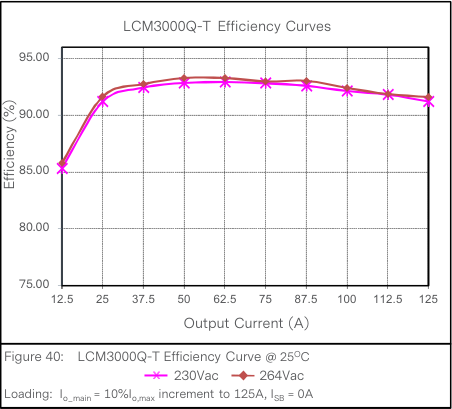 LCM3000Q-T Efficiency Curves
95.00
90.00
85.00
80.00
75.00
Efficiency (%)
12.5 25 37.5 50 62.5 75 87.5 100 112.5 125
Output Current (A)
Figure 40: LCM3000Q-T Efficiency Curve @ 25ᴼC
230Vac 264Vac
Loading: Io_main = 10%Io,max increment to 125A, ISB = 0A